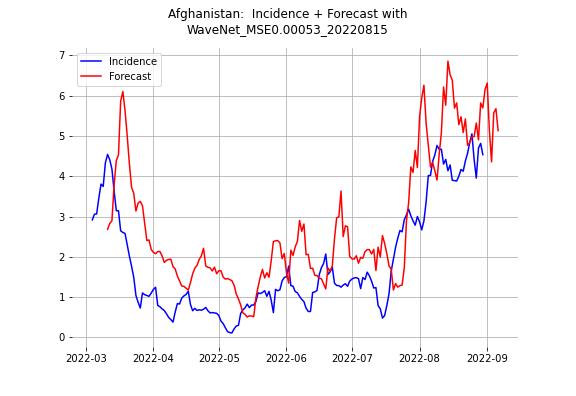 Afghanistan:  Incidence + Forecast with
WaveNet_MSE0.00053_20220815
Incidence
Forecast
7
6
5
4
3
2
1
0
2022-03 2022-04 2022-05 2022-06 2022-07 2022-08 2022-09